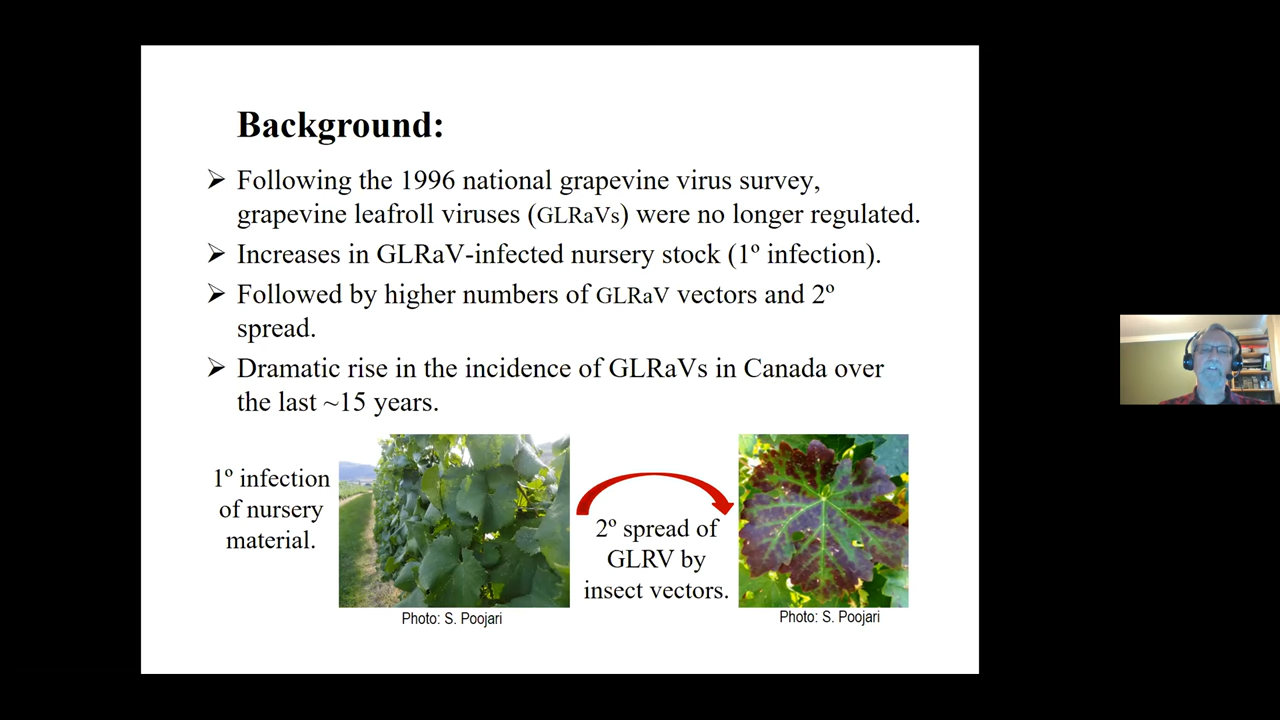 Background:
➢ Following the 1996 national grapevine virus survey,
grapevine leafroll viruses (GLRaVs) were no longer regulated.
➢ Increases in GLRaV-infected nursery stock (1º infection).
➢ Followed by higher numbers of GLRaV vectors and 2º
spread.
➢ Dramatic rise in the incidence of GLRaVs in Canada over
the last ~15 years.
1º infection
of nursery
material.
2º spread of
GLRV by
insect vectors.
Photo: S. Poojari
Photo: S. Poojari